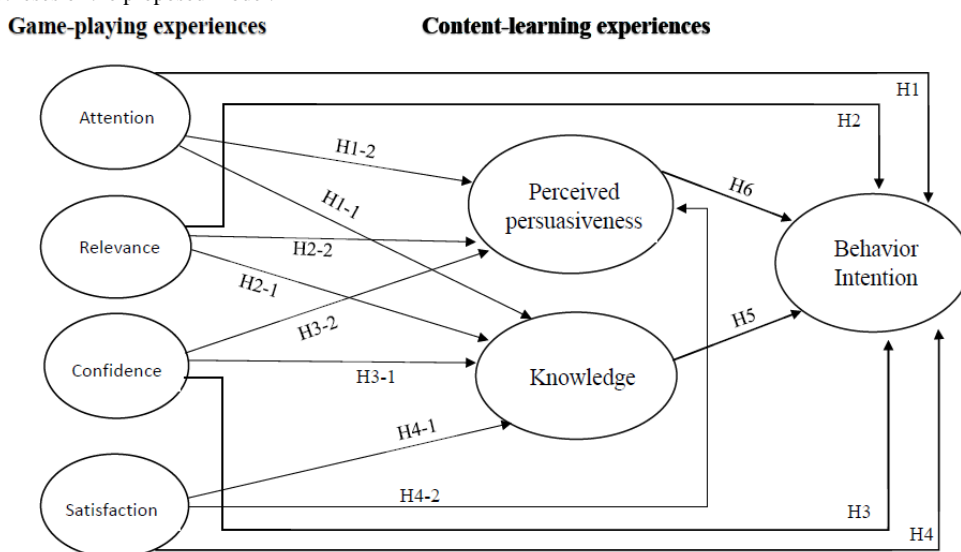 Game-playing experiences
Content-learning experiences
Attention
Relevance
Confidence
Satisfaction
H1-2
H1-1
H2-2
H2-1
H3-2
H3-1
H4-1
H4-2
Perceived
persuasiveness
Knowledge
H6
H5
H1
H2
Behavior
Intention
H3
H4